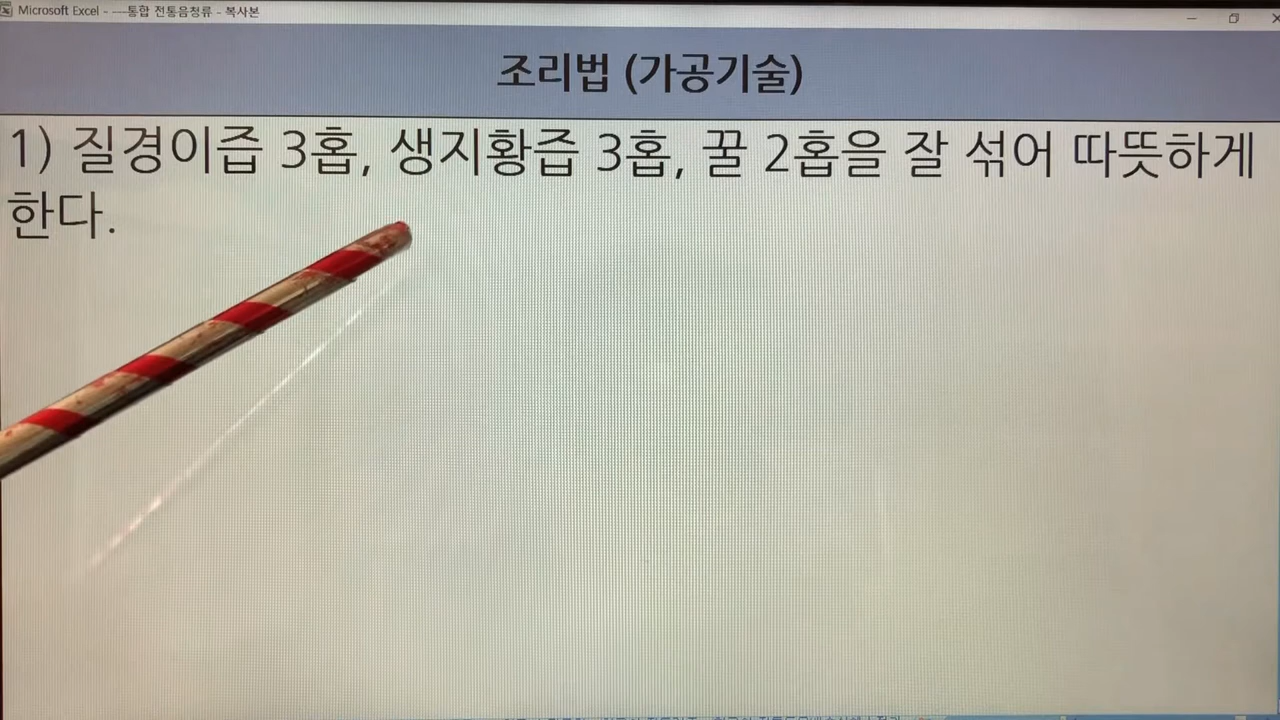 Microsoft Excel - ---통합 전통음청류 - 복사본
조리법 (가공기술)
1) 질경이즙 3홉, 생지황즙 3홉, 꿀 2홉을 잘 섞어 따뜻하게
한다.